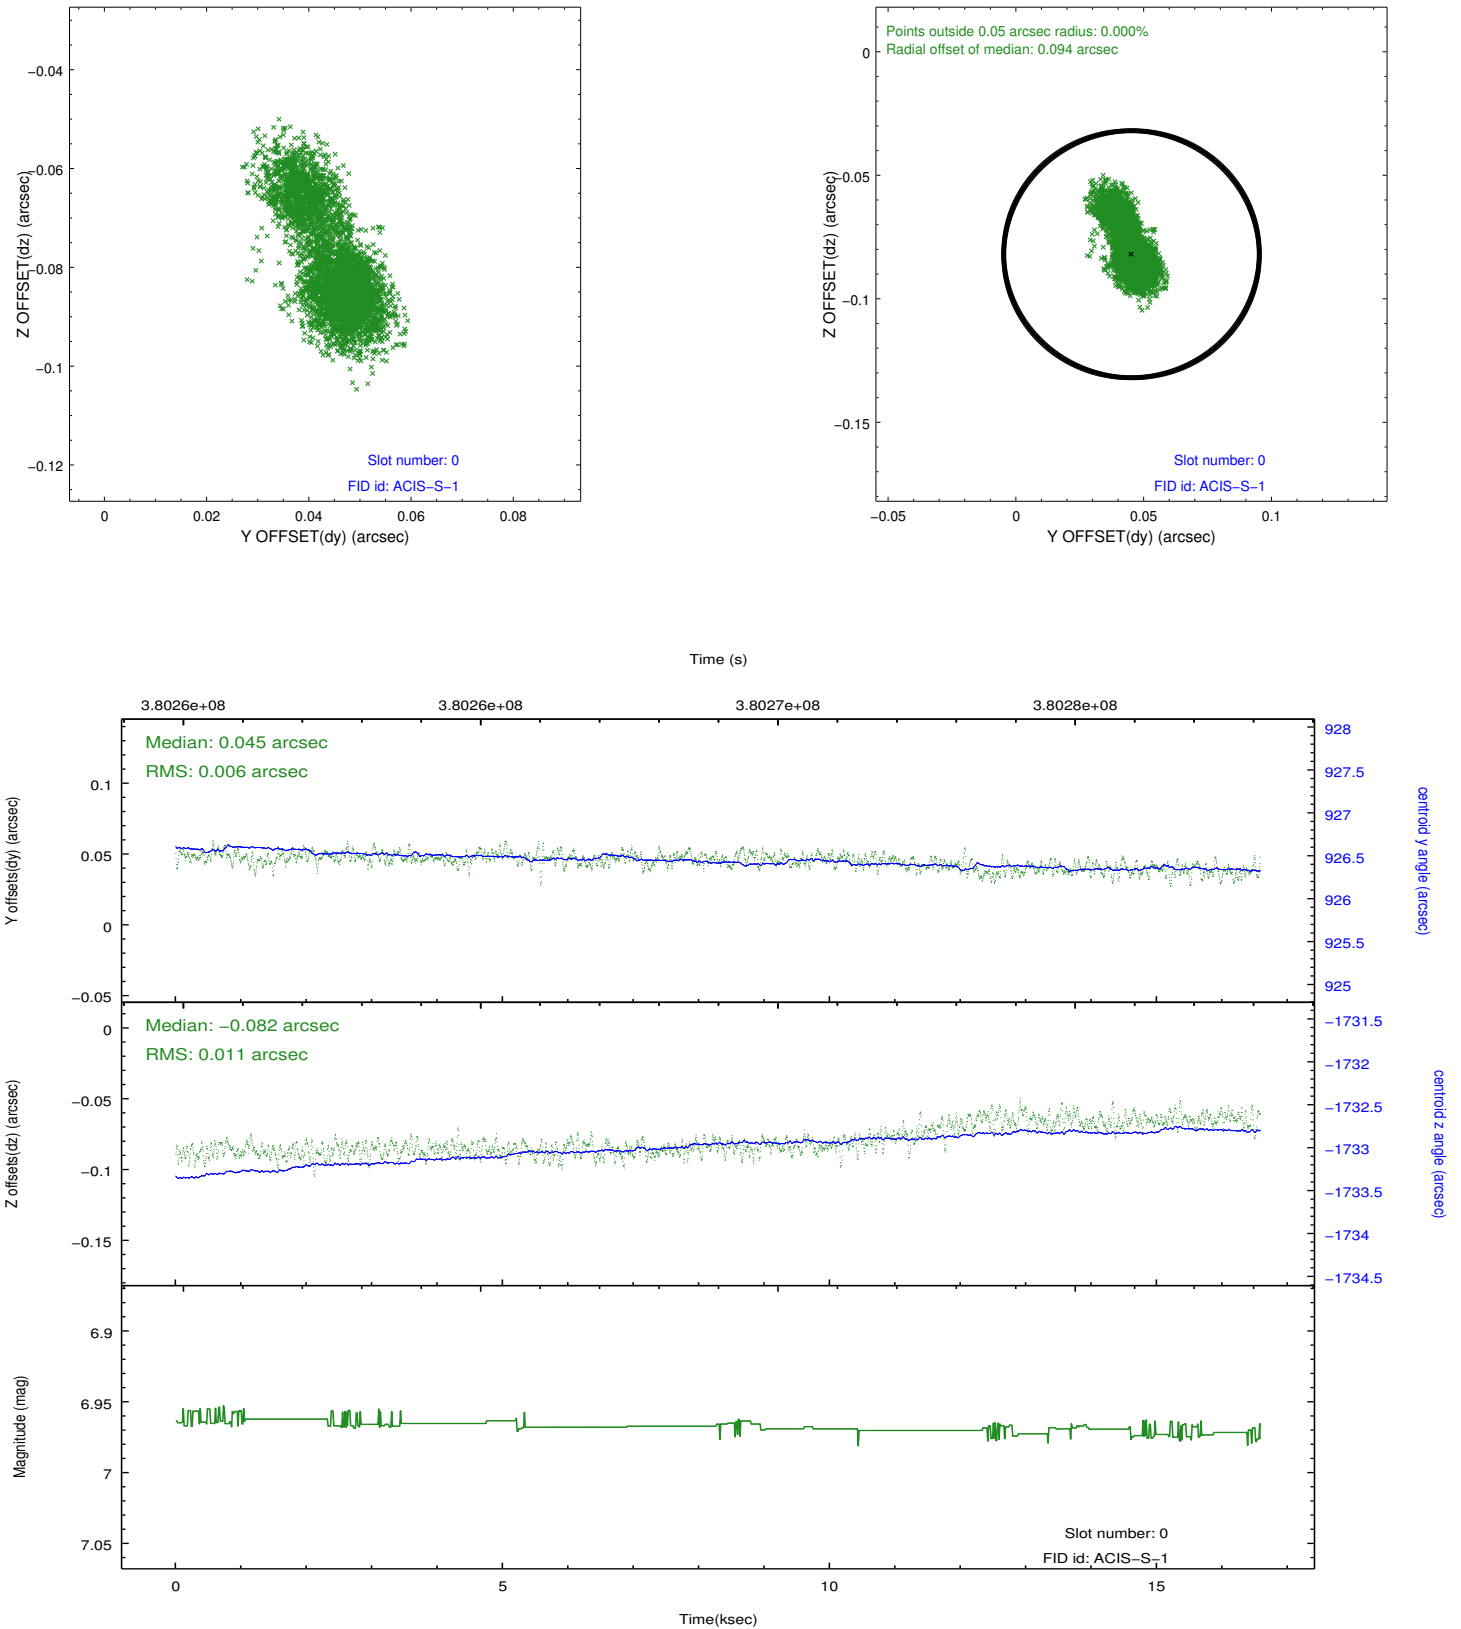 −0.04
−0.06
−0.08
−0.1
−0.12
Z OFFSET(dz) (arcsec)
Slot number: 0
FID id: ACIS−S−1
0 0.02 0.04 0.06 0.08
Y OFFSET(dy) (arcsec)
Points outside 0.05 arcsec radius: 0.000%
Radial offset of median: 0.094 arcsec
0
−0.05
−0.1
−0.15
Z OFFSET(dz) (arcsec)
Slot number: 0
FID id: ACIS−S−1
−0.05 0 0.05 0.1
Y OFFSET(dy) (arcsec)
Time (s)
3.8026e+08 3.8026e+08 3.8027e+08 3.8028e+08
Median: 0.045 arcsec
RMS: 0.006 arcsec
0.1
0.05
0
−0.05
Y offsets(dy) (arcsec)
928
927.5
927
926.5
926
925.5
925
centroid y angle (arcsec)
Median: −0.082 arcsec
RMS: 0.011 arcsec
0
−0.05
−0.1
−0.15
Z offsets(dz) (arcsec)
−1731.5
−1732
−1732.5
−1733
−1733.5
−1734
−1734.5
centroid z angle (arcsec)
6.9
6.95
7
7.05
Magnitude (mag)
Slot number: 0
FID id: ACIS−S−1
0 5 10 15
Time(ksec)